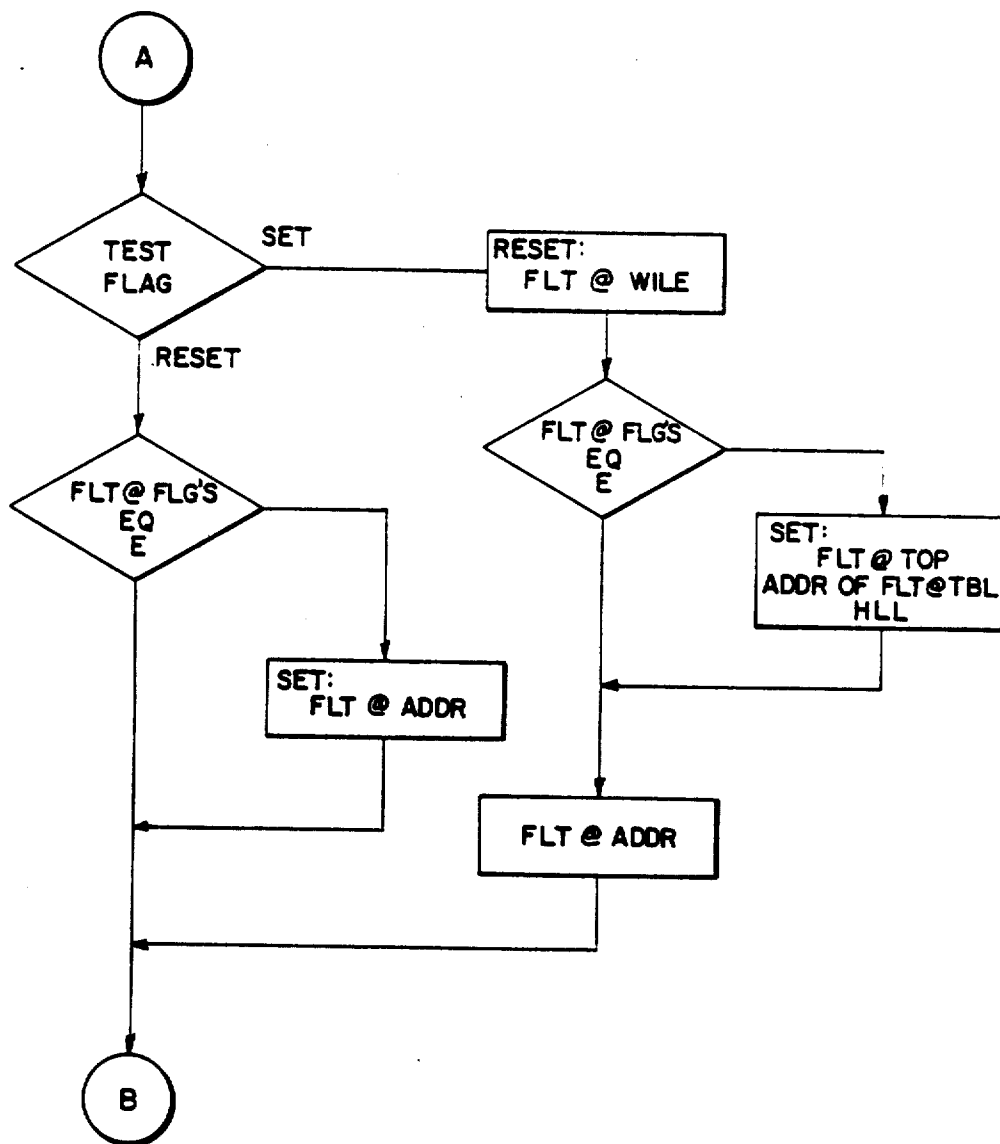 A
TEST
FLAG
SET
RESET:
FLT @ WILE
RESET
FLT @ FLG'S
EQ
E
FLT @ FLG'S
EQ
E
SET:
FLT @ TOP
ADDR OF FLT@TBL
HLL
SET:
FLT @ ADDR
FLT @ ADDR
B